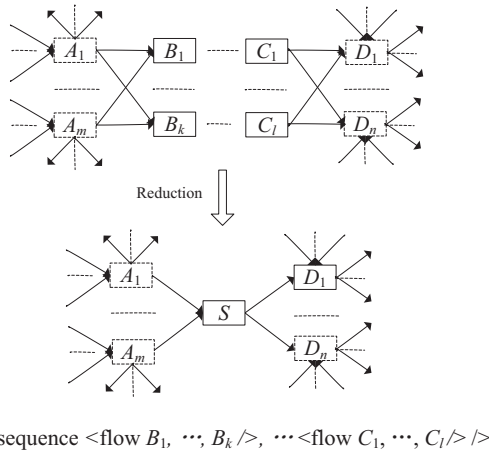 A1 B1 C1 D1
Am Bk Cl Dn
Reduction
A1 D1
S
Am Dn
sequence <flow B1, ···, Bk />, ···<flow C1, ···, Cl /> />